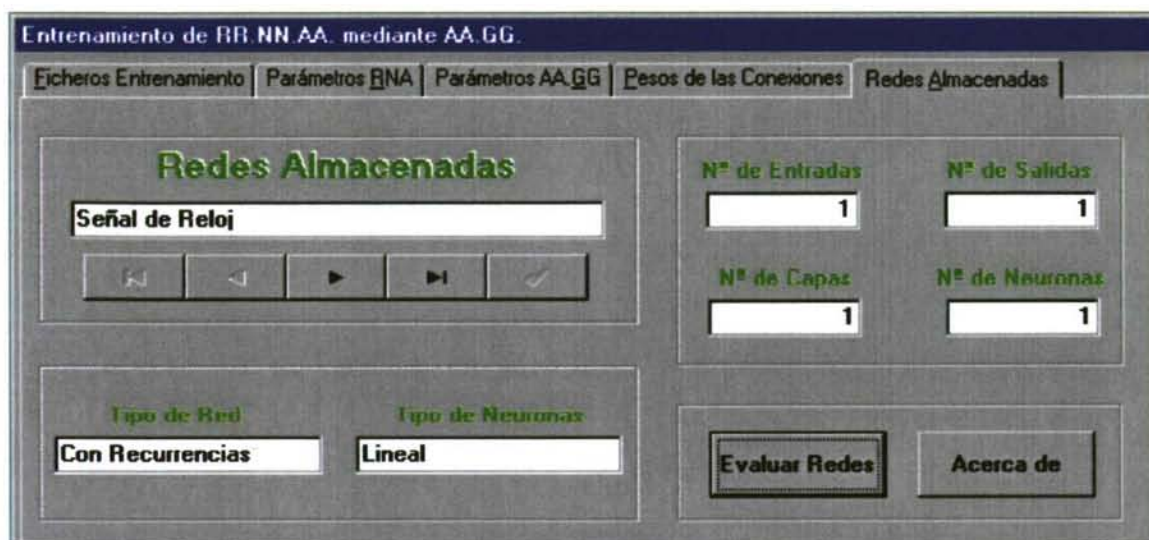 Entrenamiento de RR.NN.AA. mediante AA.GG.
Ficheros Entrenamiento Parámetros RNA Parámetros AA.GG Pesos de las Conexiones Redes Almacenadas
Redes Almacenadas
Señal de Reloj
Nº de Entradas Nº de Salidas
1 1
Nº de Capas Nº de Neuronas
1 1
Tipo de Red Tipo de Neuronas
Con Recurrencias Lineal
Evaluar Redes Acerca de